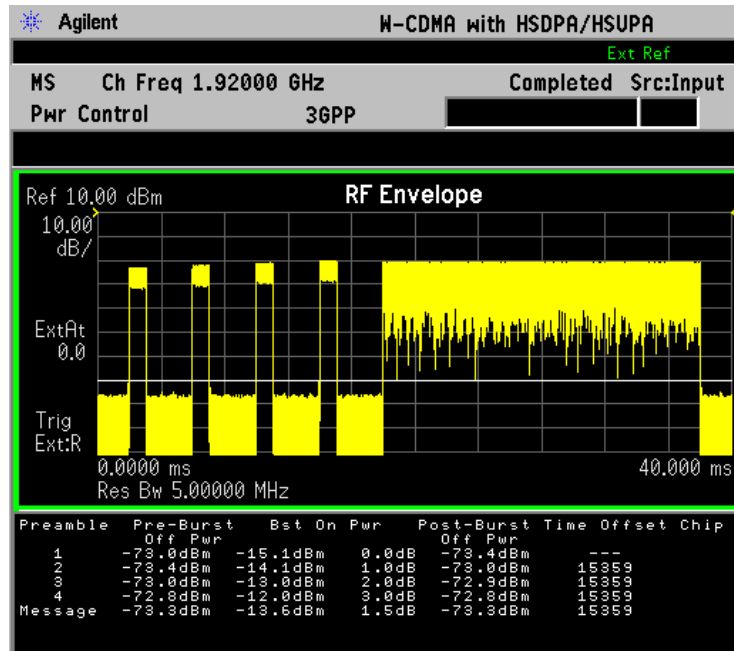 Agilent W-CDMA with HSDPA/HSUPA
Ext Ref
MS Ch Freq 1.92000 GHz Completed Src:Input
Pwr Control 3GPP
Ref 10.00 dBm RF Envelope
10.00
dB/
ExtAt
0.0
Trig
Ext:R
0.0000 ms 40.000 ms
Res Bw 5.00000 MHz
Preamble Pre-Burst Bst On Pwr Post-Burst Time Offset Chip
Off Pwr Off Pwr
1 -73.0dBm -15.1dBm 0.0dB -73.4dBm ---
2 -73.4dBm -14.1dBm 1.0dB -73.0dBm 15359
3 -73.0dBm -13.0dBm 2.0dB -72.9dBm 15359
4 -72.8dBm -12.0dBm 3.0dB -72.8dBm 15359
Message -73.3dBm -13.6dBm 1.5dB -73.3dBm 15359